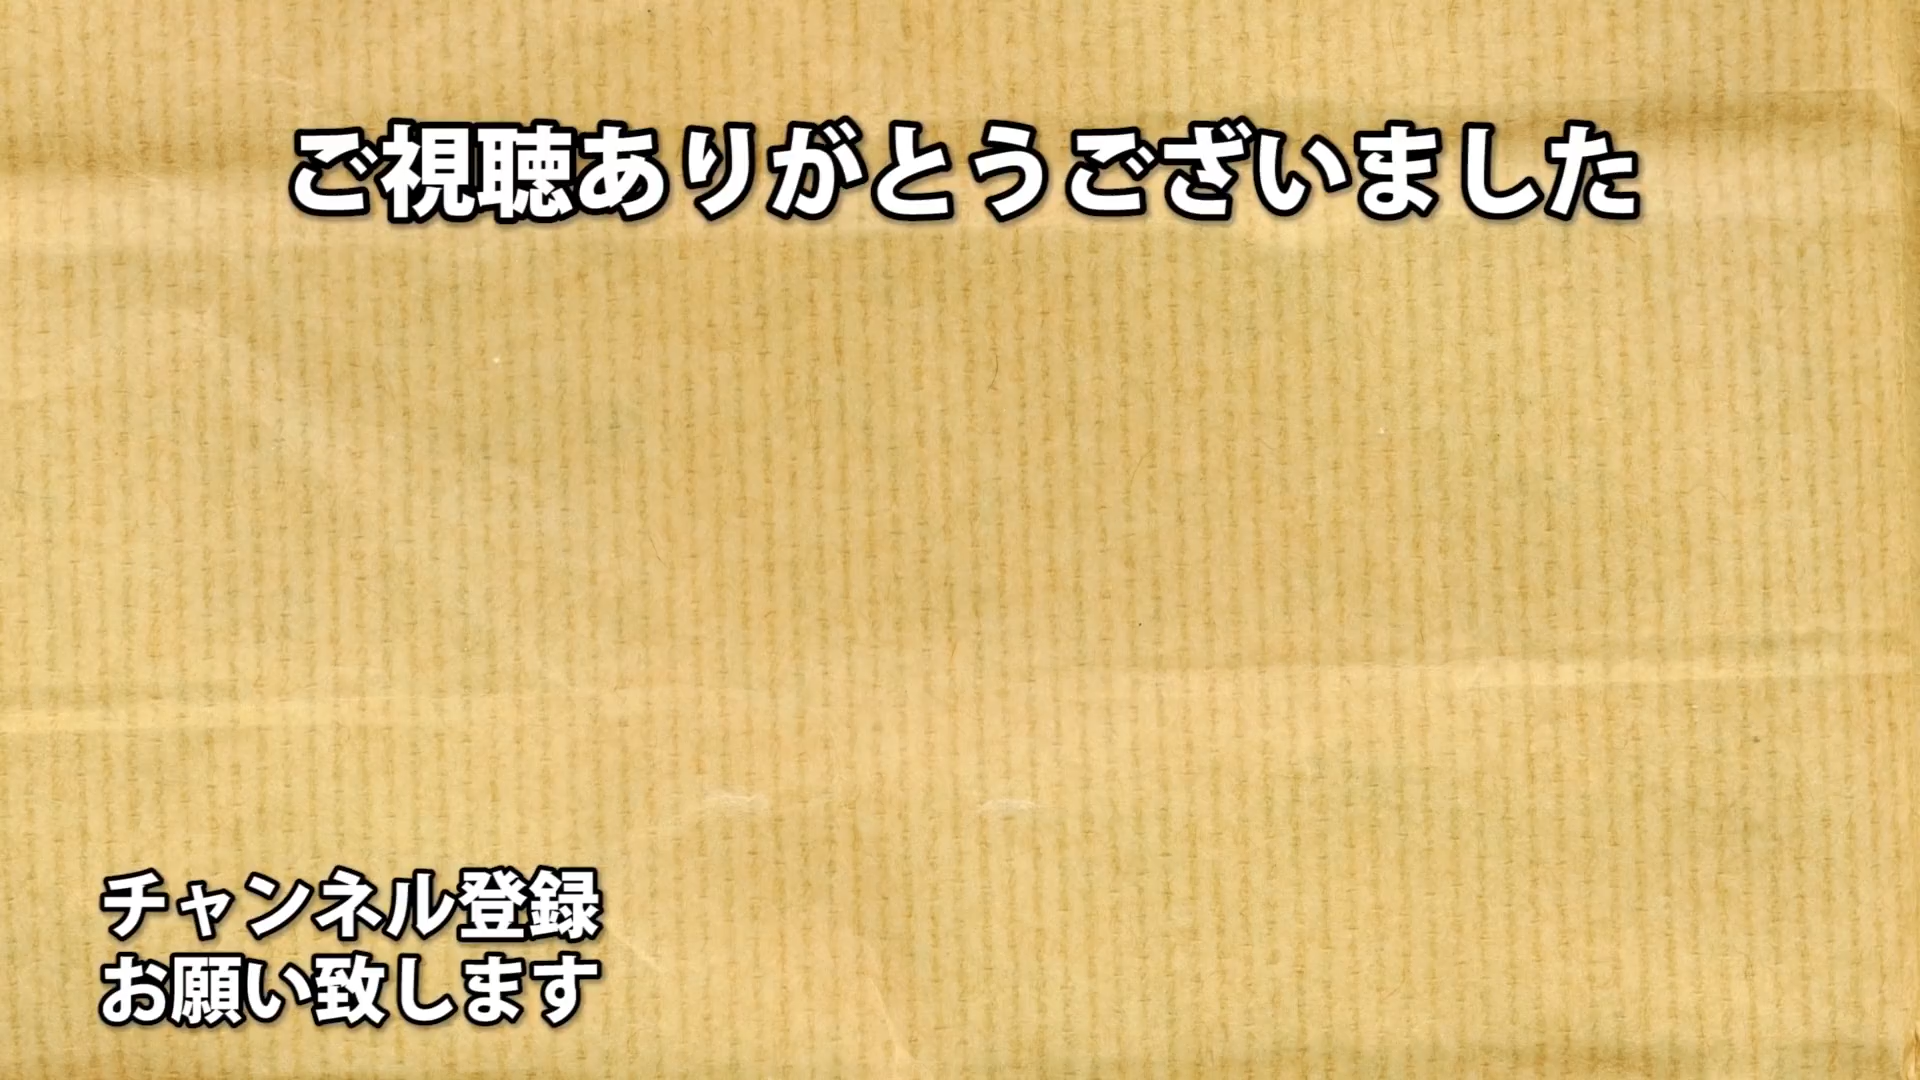 ご視聴ありがとうございました
チャンネル登録
お願い致します